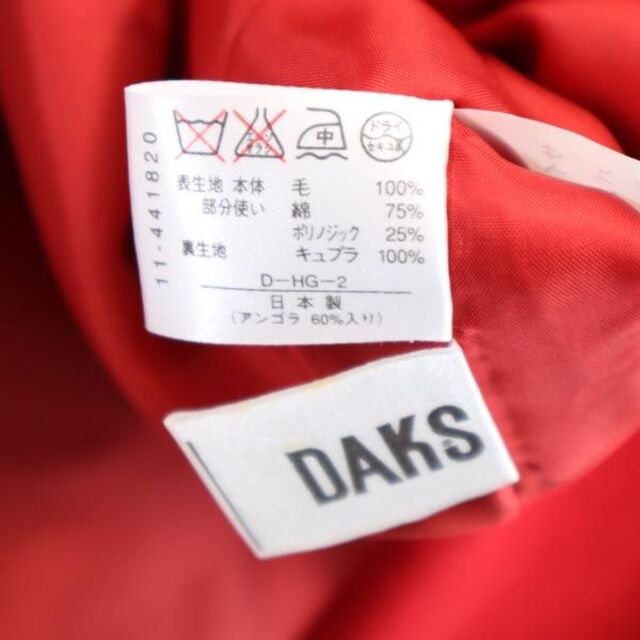 中
ドライ
セキユ系
表生地 本体 毛 100%
部分使い 綿 75%
ポリノジック 25%
裏生地 キュプラ 100%
D-HG-2
日本製
(アンゴラ 60%入り)
11-441820
DAKS